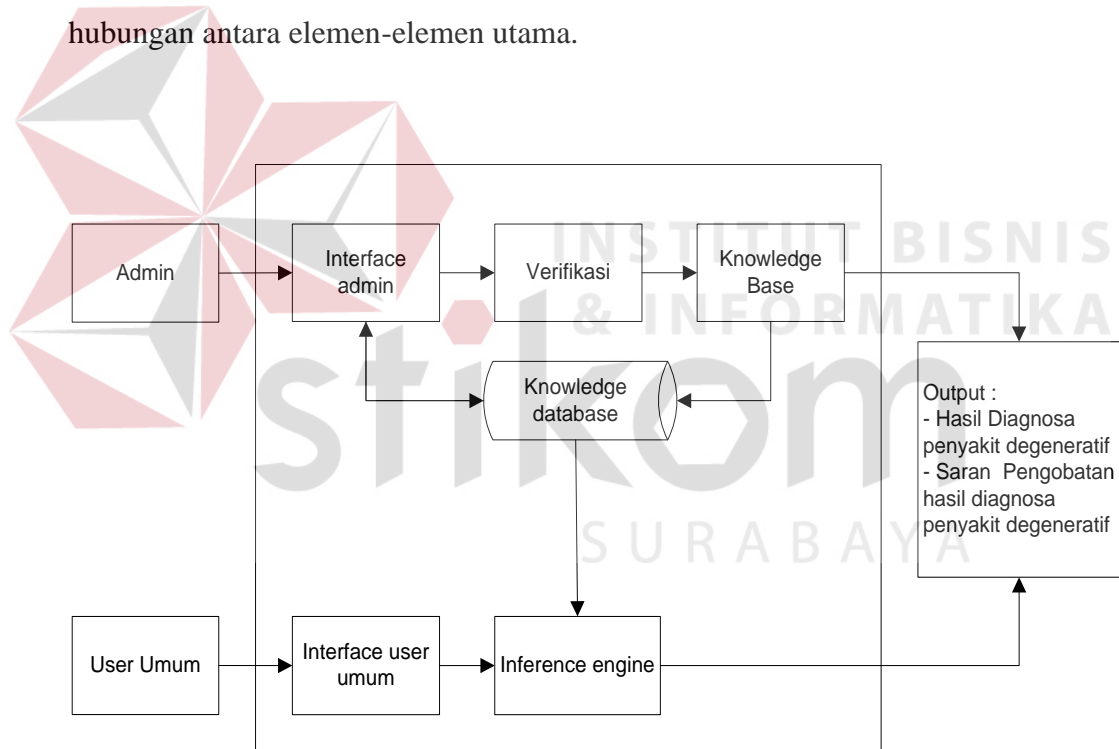 hubungan antara elemen-elemen utama.
INSTITUT BISNIS
& INFORMATIKA
stikom
SURABAYA
Admin
Interface
admin
Verifikasi
Knowledge
Base
Knowledge
database
Output :
- Hasil Diagnosa
penyakit degeneratif
- Saran Pengobatan
hasil diagnosa
penyakit degeneratif
User Umum
Interface user
umum
Inference engine